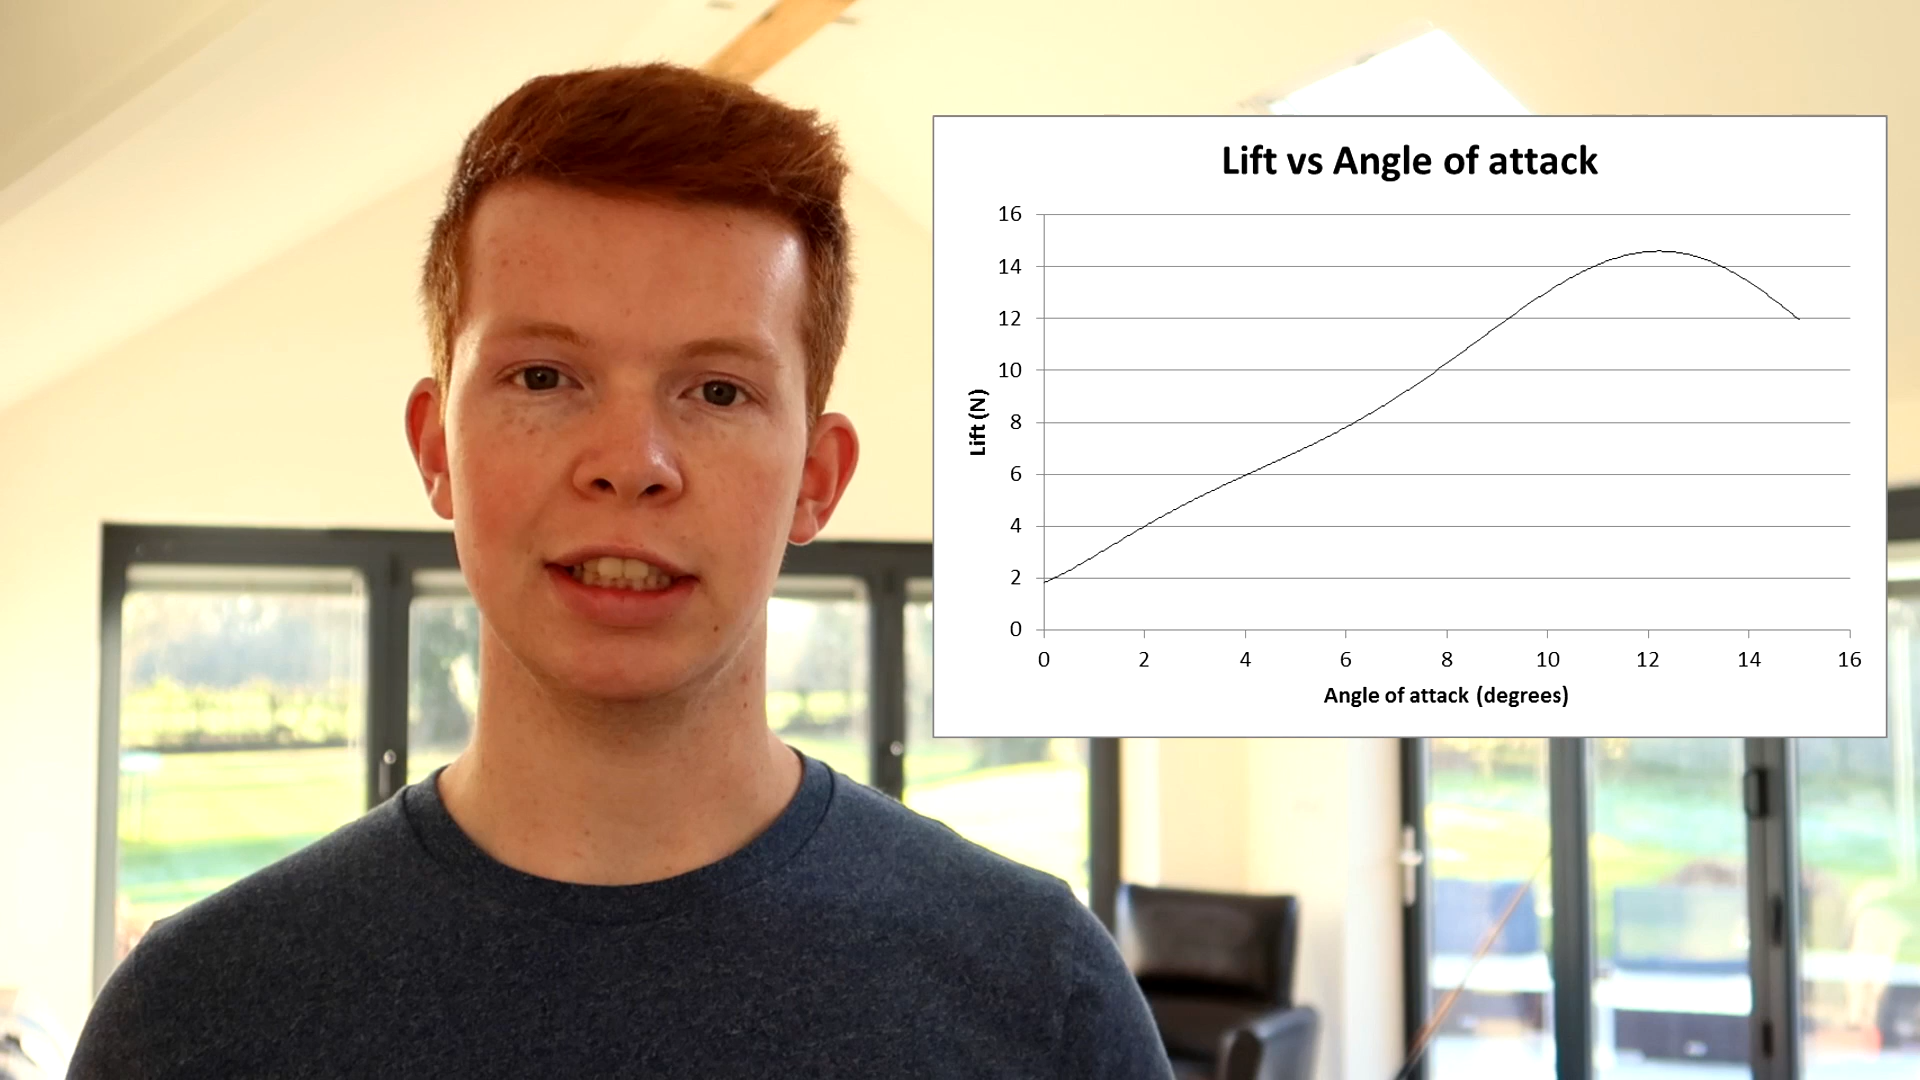 Lift vs Angle of attack
16
14
12
10
8
6
4
2
0
Lift (N)
0 2 4 6 8 10 12 14 16
Angle of attack (degrees)